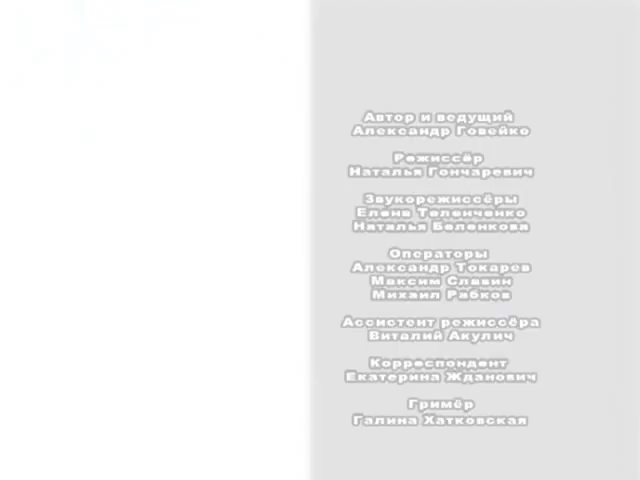 Автор и ведущий
Александр Говейко
Режиссёр
Наталья Гончаревич
Звукорежиссёры
Елена Теленченко
Наталья Беленкова
Операторы
Александр Токарев
Максим Славин
Михаил Рабков
Ассистент режиссёра
Виталий Акулич
Корреспондент
Екатерина Жданович
Гримёр
Галина Хатковская